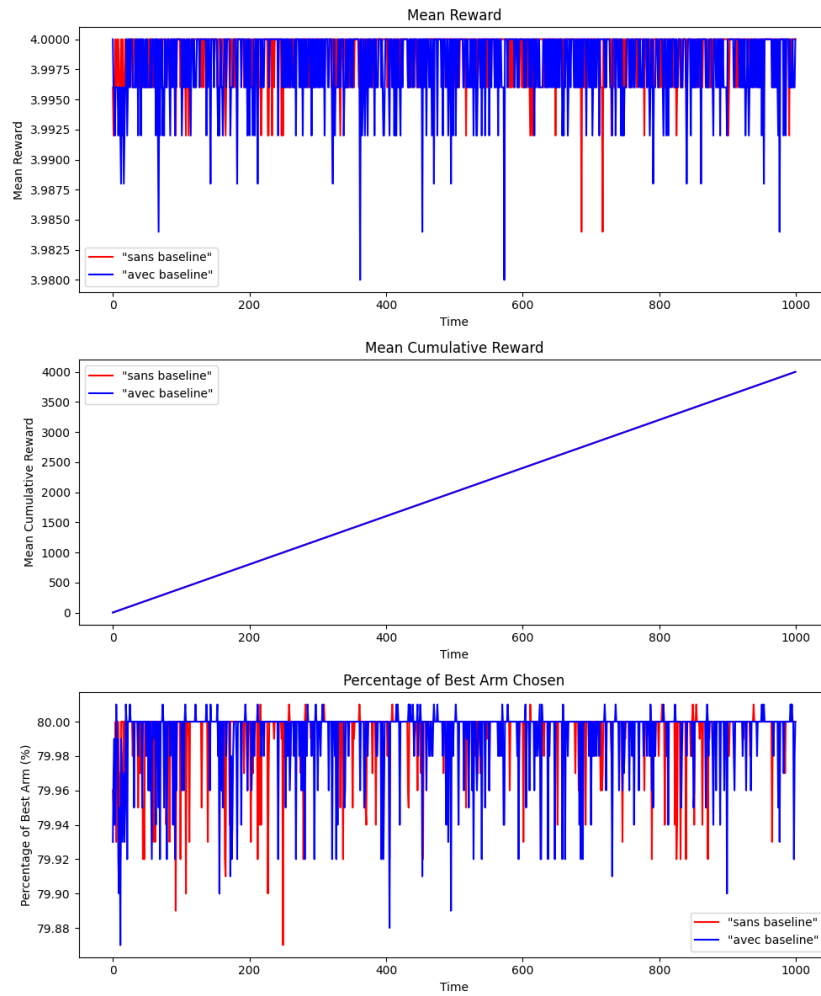 Mean Reward
4.0000
3.9975
3.9950
3.9925
3.9900
3.9875
3.9850
3.9825
3.9800
Mean Reward
"sans baseline"
"avec baseline"
0 200 400 600 800 1000
Time
Mean Cumulative Reward
4000
3500
3000
2500
2000
1500
1000
500
0
Mean Cumulative Reward
"sans baseline"
"avec baseline"
0 200 400 600 800 1000
Time
Percentage of Best Arm Chosen
80.00
79.98
79.96
79.94
79.92
79.90
79.88
Percentage of Best Arm (%)
"sans baseline"
"avec baseline"
0 200 400 600 800 1000
Time